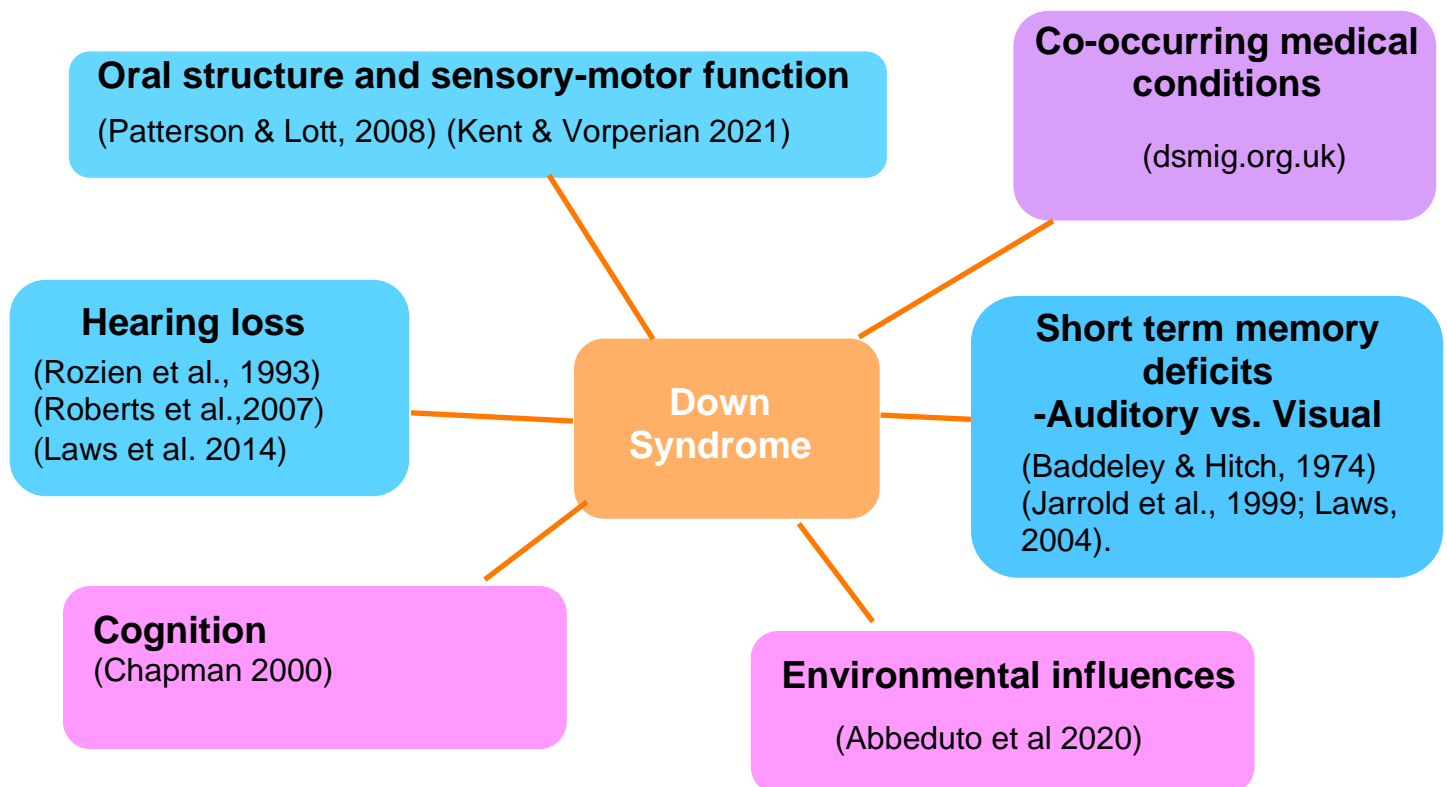 Oral structure and sensory-motor function
(Patterson & Lott, 2008) (Kent & Vorperian 2021)
Co-occurring medical
conditions
(dsmig.org.uk)
Hearing loss
(Rozien et al., 1993)
(Roberts et al.,2007)
(Laws et al. 2014)
Down
Syndrome
Short term memory
deficits
-Auditory vs. Visual
(Baddeley & Hitch, 1974)
(Jarrold et al., 1999; Laws,
2004).
Cognition
(Chapman 2000)
Environmental influences
(Abbeduto et al 2020)